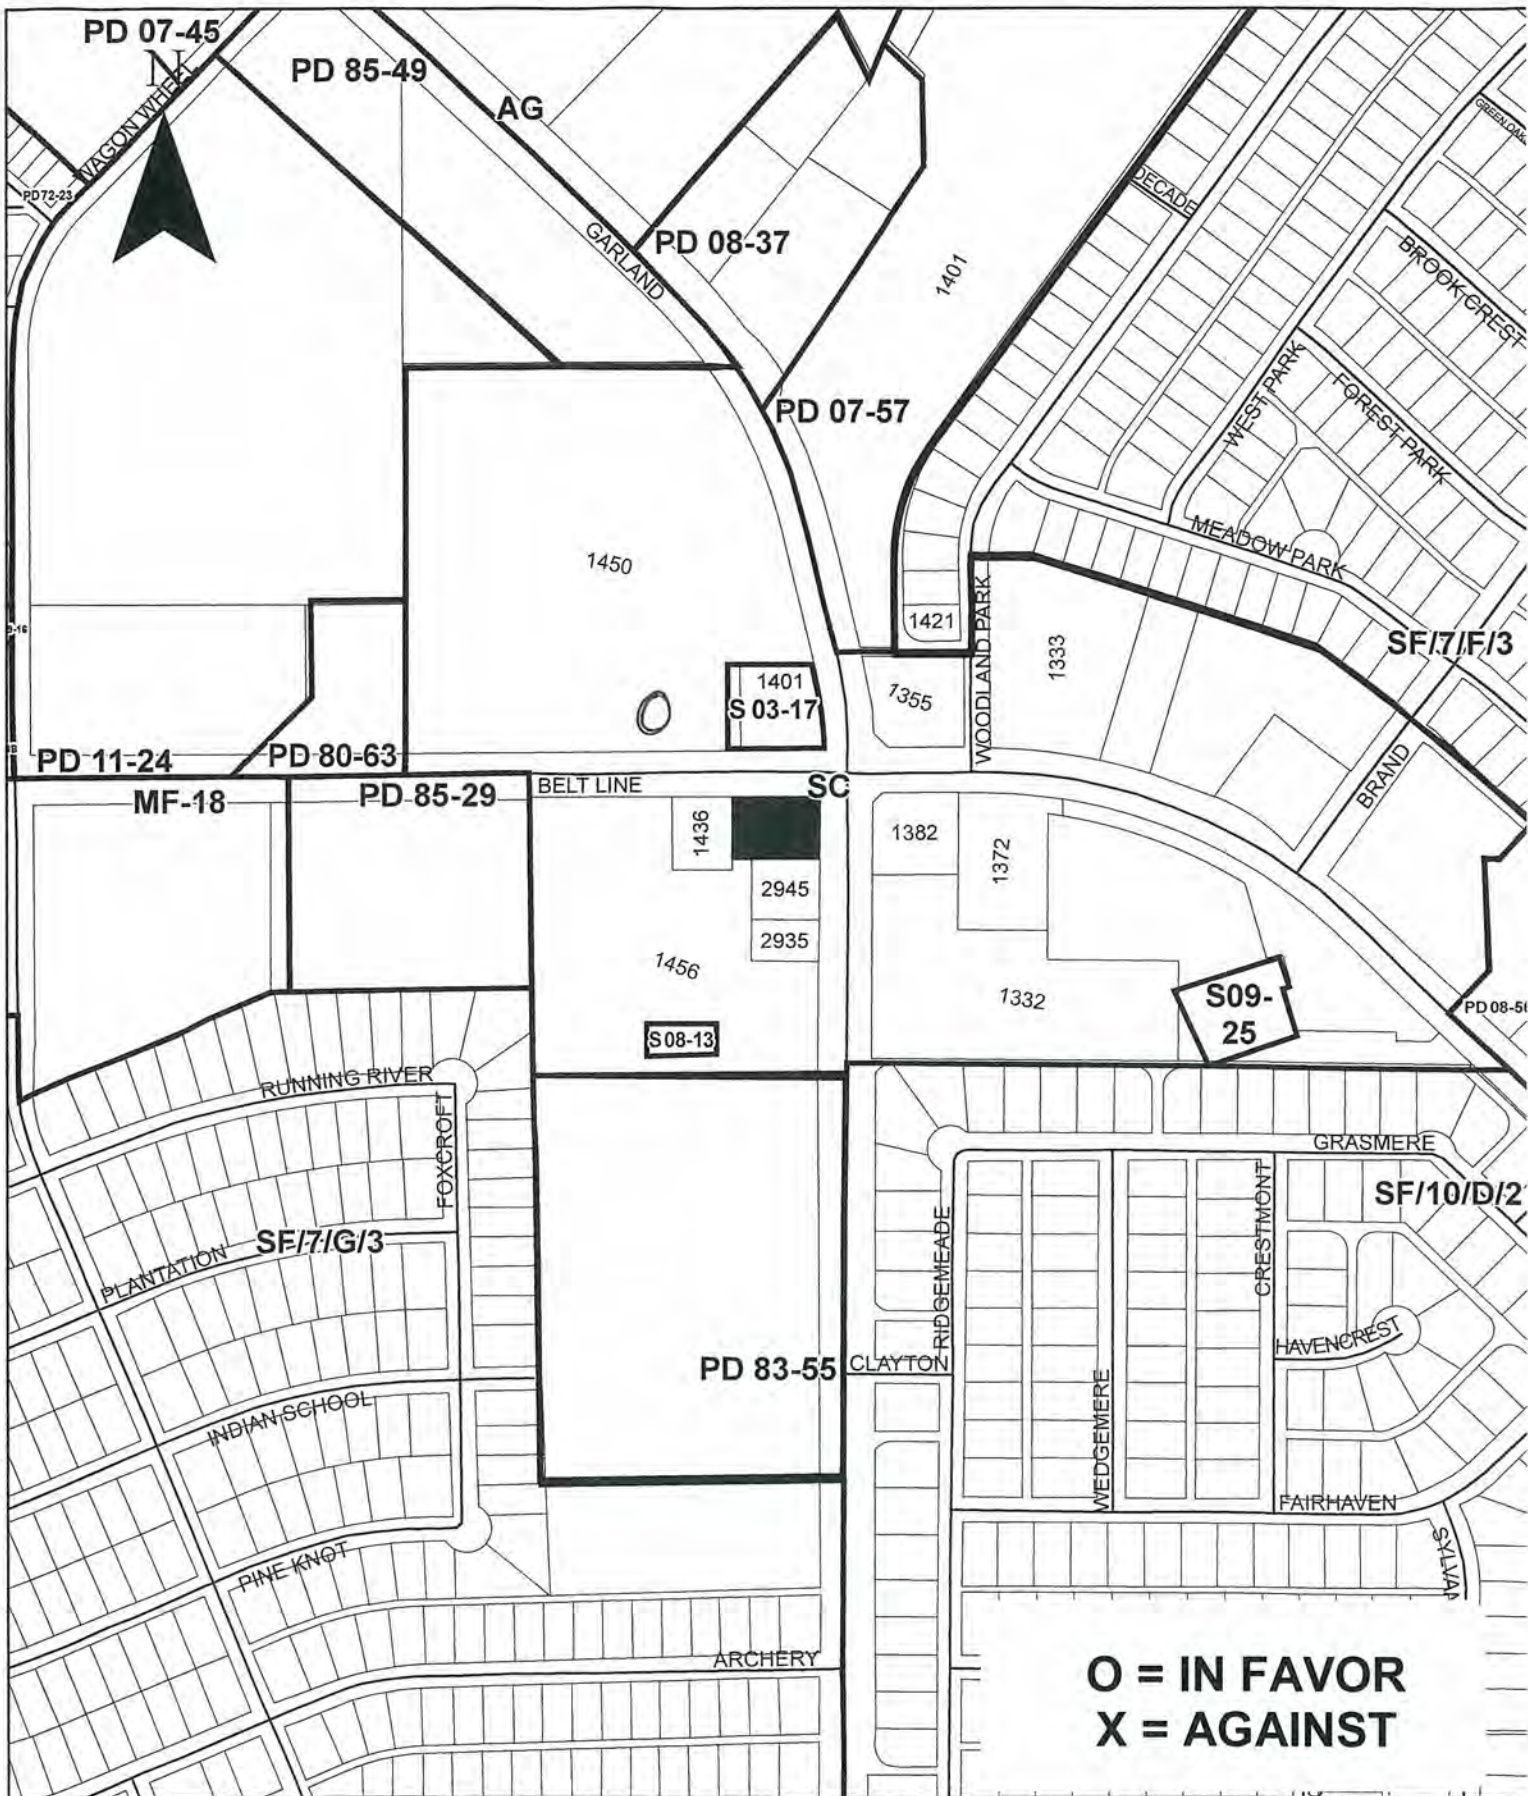 PD 07-45
N
WAGON WHEEL
PD 85-49
AG
PD72-23
GARLAND
PD 08-37
1401
DECADE
GREEN OAKS
BROOK CREST
WEST PARK
FOREST PARK
PD 07-57
MEADOW PARK
1450
1421
WOODLAND PARK
1333
SF/7/F/3
1401
S 03-17
1355
PD 11-24
PD 80-63
MF-18
PD 85-29
BELT LINE
SC
BRAND
1436
1382
1372
2945
2935
1456
1332
S09-
25
PD 08-50
S 08-13
RUNNING RIVER
FOXCROFT
GRASMERE
SF/10/D/2
CRESTMONT
RIDGEMEADE
SF/7/G/3
PLANTATION
HAVENCREST
PD 83-55
CLAYTON
WEDGEMERE
INDIAN SCHOOL
FAIRHAVEN
SYLVAN
PINE KNOT
ARCHERY
O = IN FAVOR
X = AGAINST